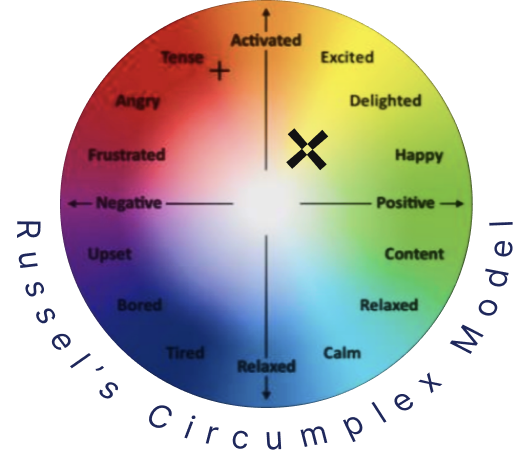 Activated
Tense
Excited
Angry
Delighted
Frustrated
Happy
Negative
Positive
Upset
Content
Bored
Relaxed
Tired
Calm
Relaxed
Russel's Circumplex Model